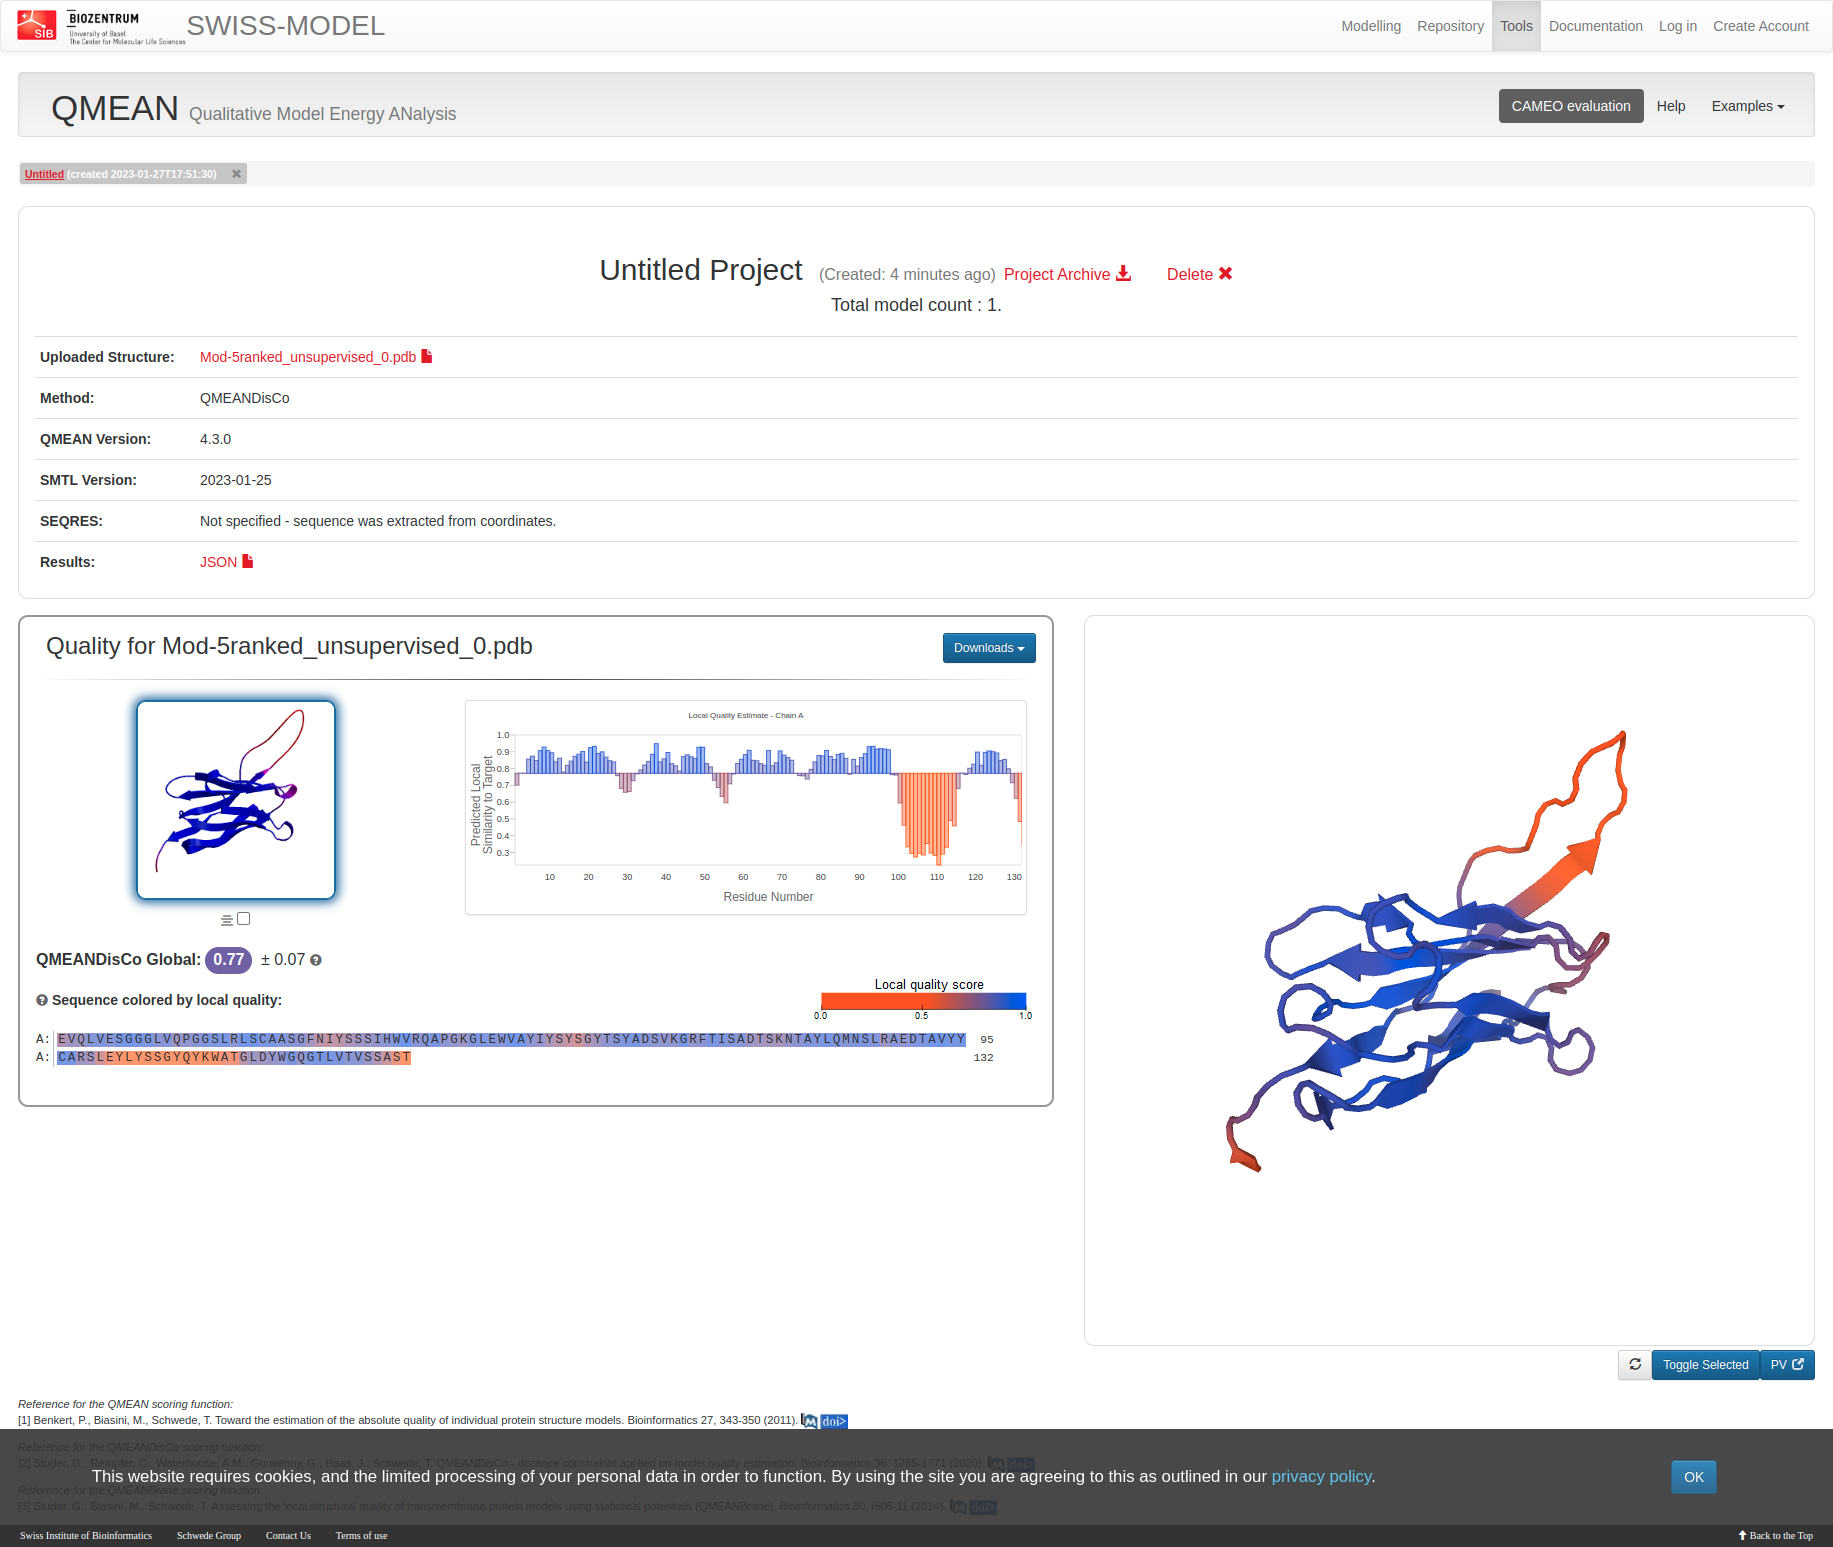 SIB
BIOZENTRUM
University of Basel
The Center for Molecular Life Sciences
SWISS-MODEL
Modelling Repository Tools Documentation Log in Create Account
QMEAN Qualitative Model Energy ANalysis
CAMEO evaluation Help Examples
Untitled (created 2023-01-27T17:51:30) ✖
Untitled Project (Created: 4 minutes ago) Project Archive Delete ✖
Total model count : 1.
Uploaded Structure: Mod-5ranked_unsupervised_0.pdb
Method: QMEANDisCo
QMEAN Version: 4.3.0
SMTL Version: 2023-01-25
SEQRES: Not specified - sequence was extracted from coordinates.
Results: JSON
Quality for Mod-5ranked_unsupervised_0.pdb
Downloads
Local Quality Estimate - Chain A
Predicted Local
Similarity to Target
1.0
0.9
0.8
0.7
0.6
0.5
0.4
0.3
10 20 30 40 50 60 70 80 90 100 110 120 130
Residue Number
QMEANDisCo Global: 0.77 ± 0.07 ?
? Sequence colored by local quality:
Local quality score
0.0 0.5 1.0
A: EVQLVESGGGLVQPGGSLRLSCAASGFNIYSSSIHWVRQAPGKGLEWVAYIYSYSGYTSYADSVKGRFTISADTSKNTAYLQMNSLRAEDTAVYY 95
A: CARSLEYLYSSGYQYKWATGLDYWGQGTLVTVSSAST 132
Toggle Selected PV
Reference for the QMEAN scoring function:
[1] Benkert, P., Biasini, M., Schwede, T. Toward the estimation of the absolute quality of individual protein structure models. Bioinformatics 27, 343-350 (2011). M doi>
Reference for the QMEANDisCo scoring function:
[2] Studer, G., Rempfer, C., Waterhouse, A.M., Gumienny, G., Haas, J., Schwede, T. QMEANDisCo - distance constraints applied on model quality estimation. Bioinformatics 36, 1765-1771 (2020). M doi>
This website requires cookies, and the limited processing of your personal data in order to function. By using the site you are agreeing to this as outlined in our privacy policy.
OK
Reference for the QMEANBrane scoring function:
[3] Studer, G., Biasini, M., Schwede, T. Assessing the local structural quality of transmembrane protein models using statistical potentials (QMEANBrane). Bioinformatics 30, i505-11 (2014). M doi>
Swiss Institute of Bioinformatics Schwede Group Contact Us Terms of use
Back to the Top